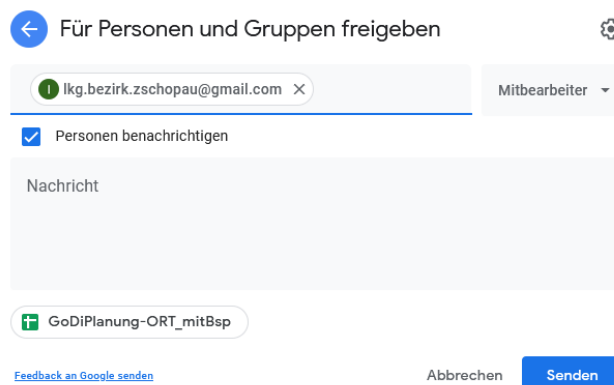 Für Personen und Gruppen freigeben
lkg.bezirk.zschopau@gmail.com
Mitbearbeiter
Personen benachrichtigen
Nachricht
GoDiPlanung-ORT_mitBsp
Feedback an Google senden
Abbrechen
Senden